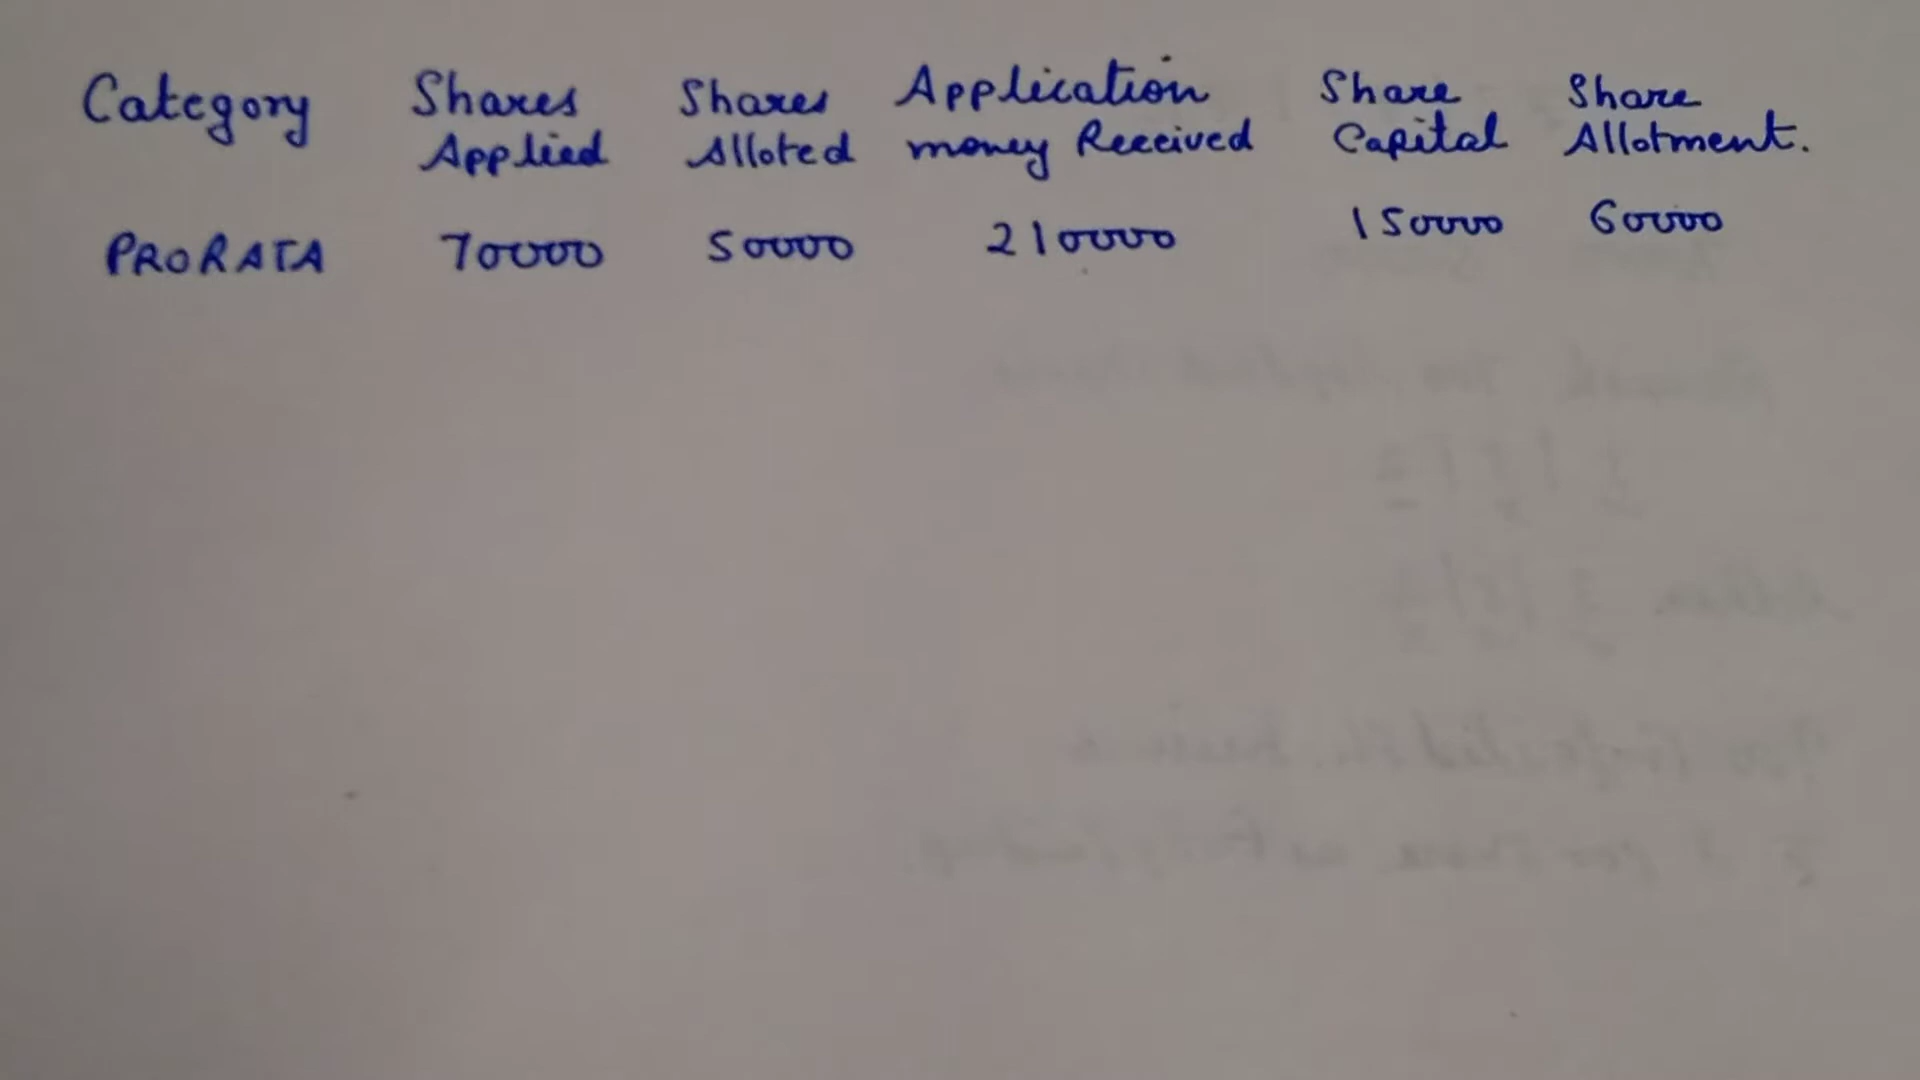 Category Shares Shares Application Share Share
Applied Alloted money Received Capital Allotment.
PRORATA 70000 50000 210000 150000 60000